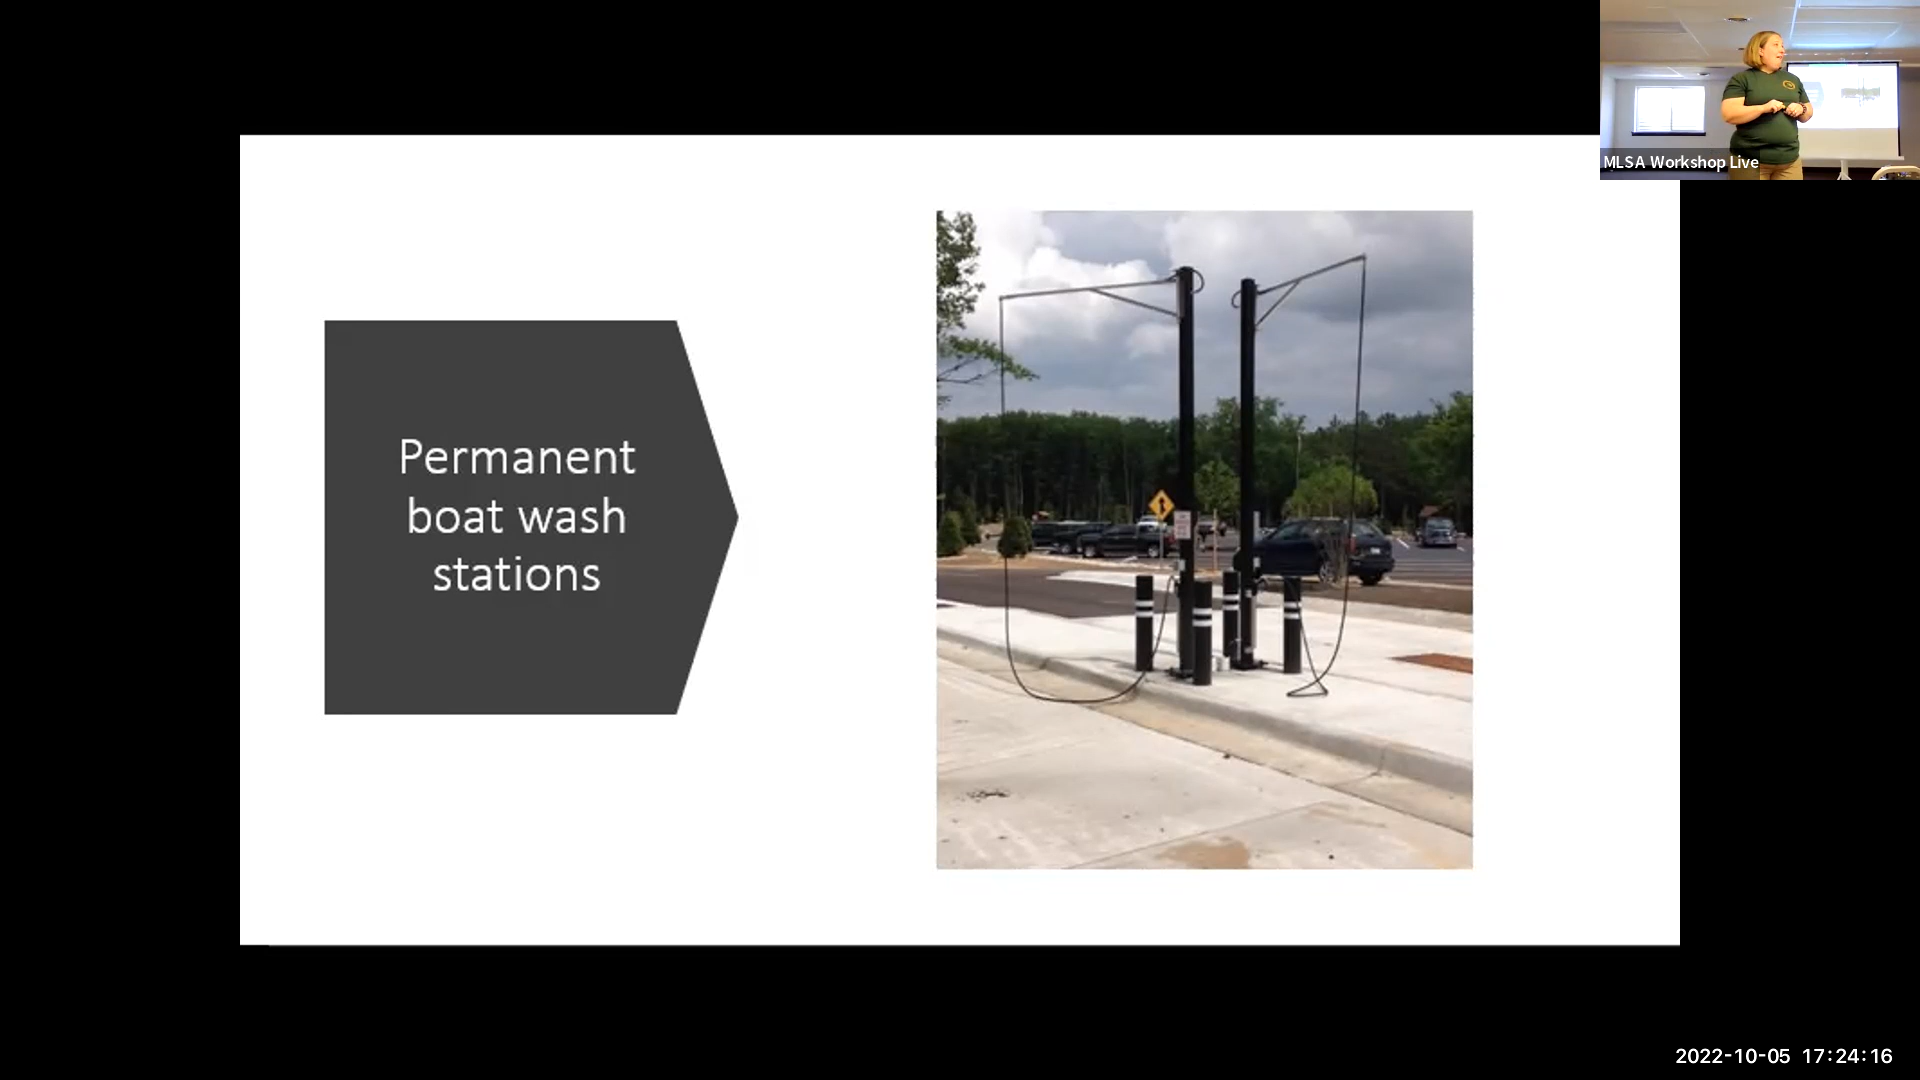 MLSA Workshop Live
Permanent
boat wash
stations
2022-10-05 17:24:16